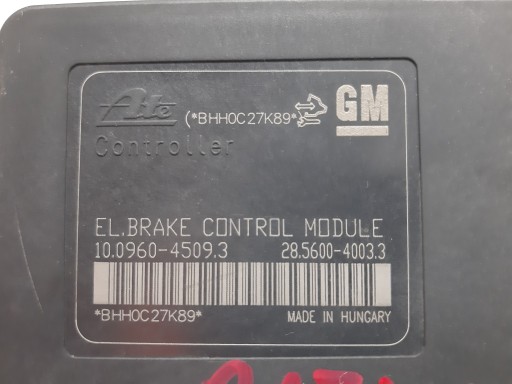 Ate (*BHH0C27K89* GM
Controller
EL.BRAKE CONTROL MODULE
10.0960-4509.3 28.5600-4003.3
*BHH0C27K89* MADE IN HUNGARY